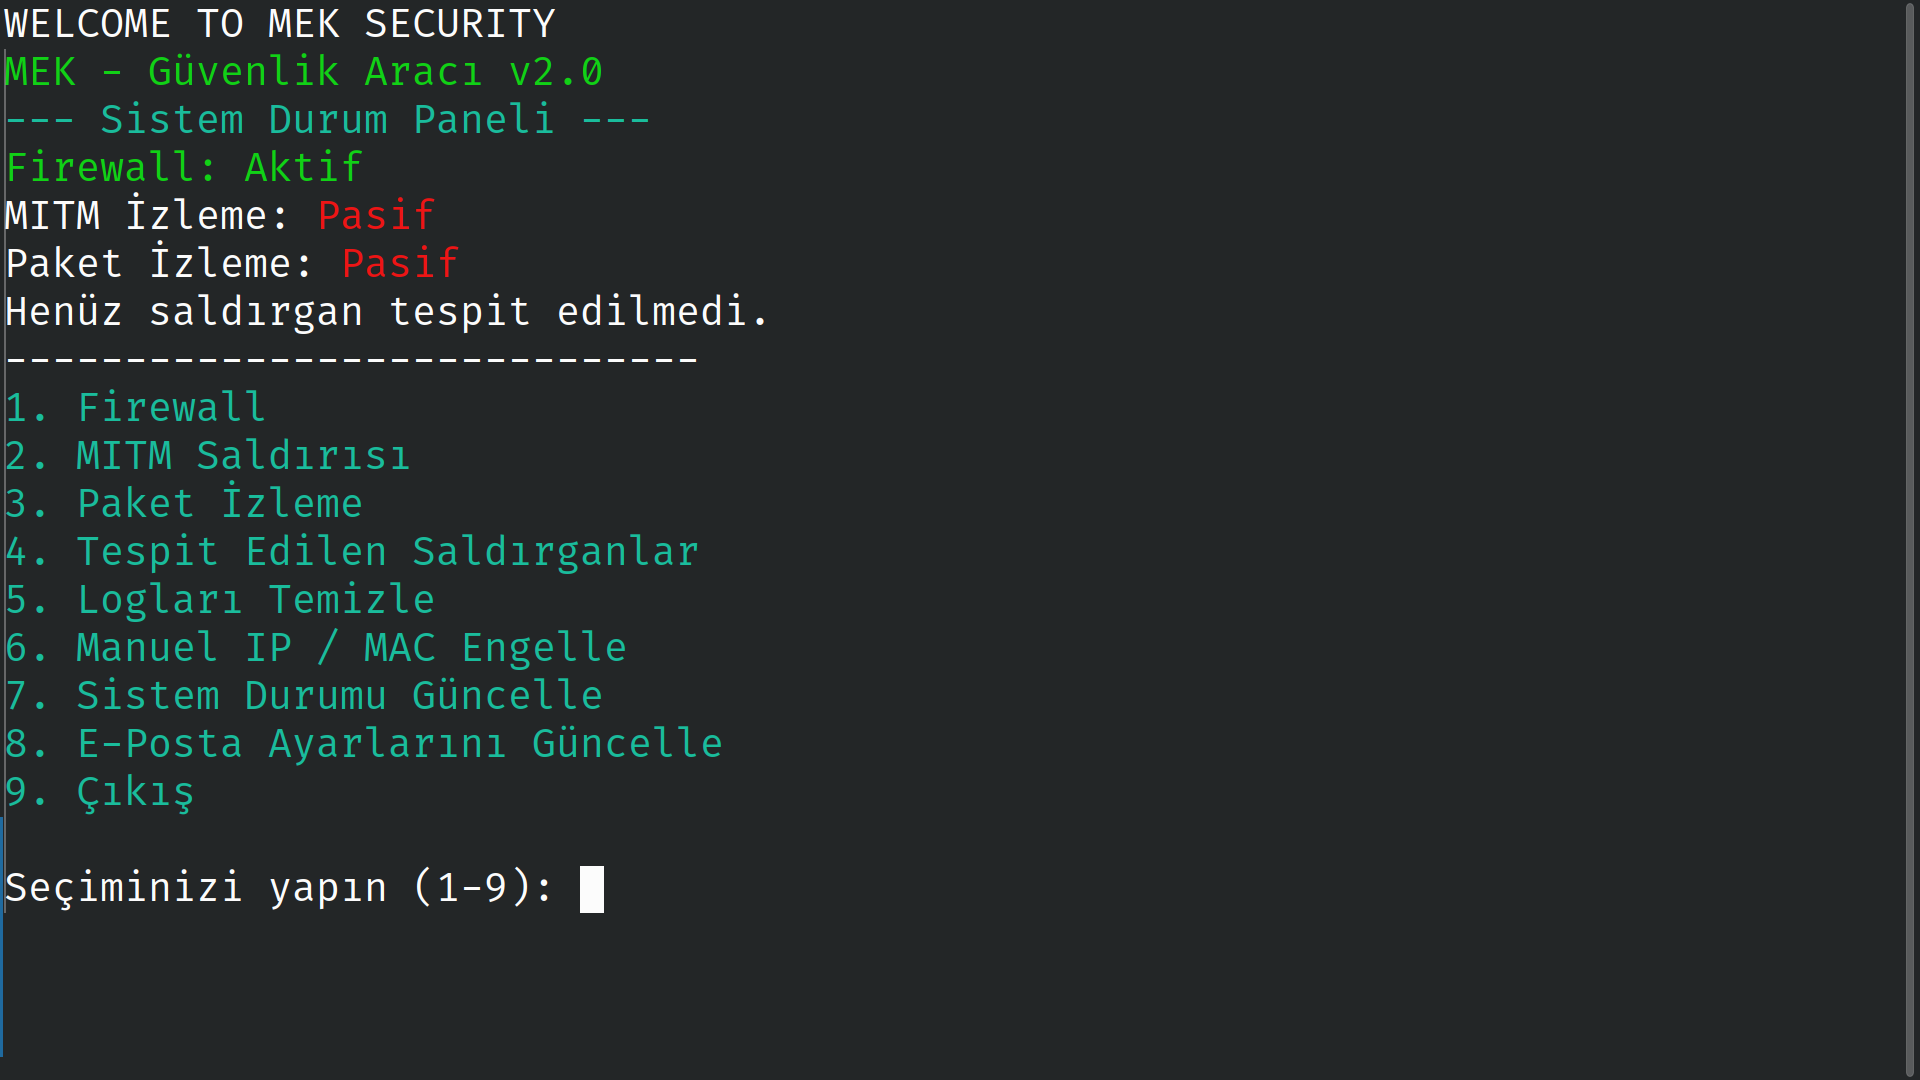 WELCOME TO MEK SECURITY
MEK - Güvenlik Aracı v2.0
--- Sistem Durum Paneli ---
Firewall: Aktif
MITM İzleme: Pasif
Paket İzleme: Pasif
Henüz saldırgan tespit edilmedi.
-----------------------------
1. Firewall
2. MITM Saldırısı
3. Paket İzleme
4. Tespit Edilen Saldırganlar
5. Logları Temizle
6. Manuel IP / MAC Engelle
7. Sistem Durumu Güncelle
8. E-Posta Ayarlarını Güncelle
9. Çıkış
Seçiminizi yapın (1-9):